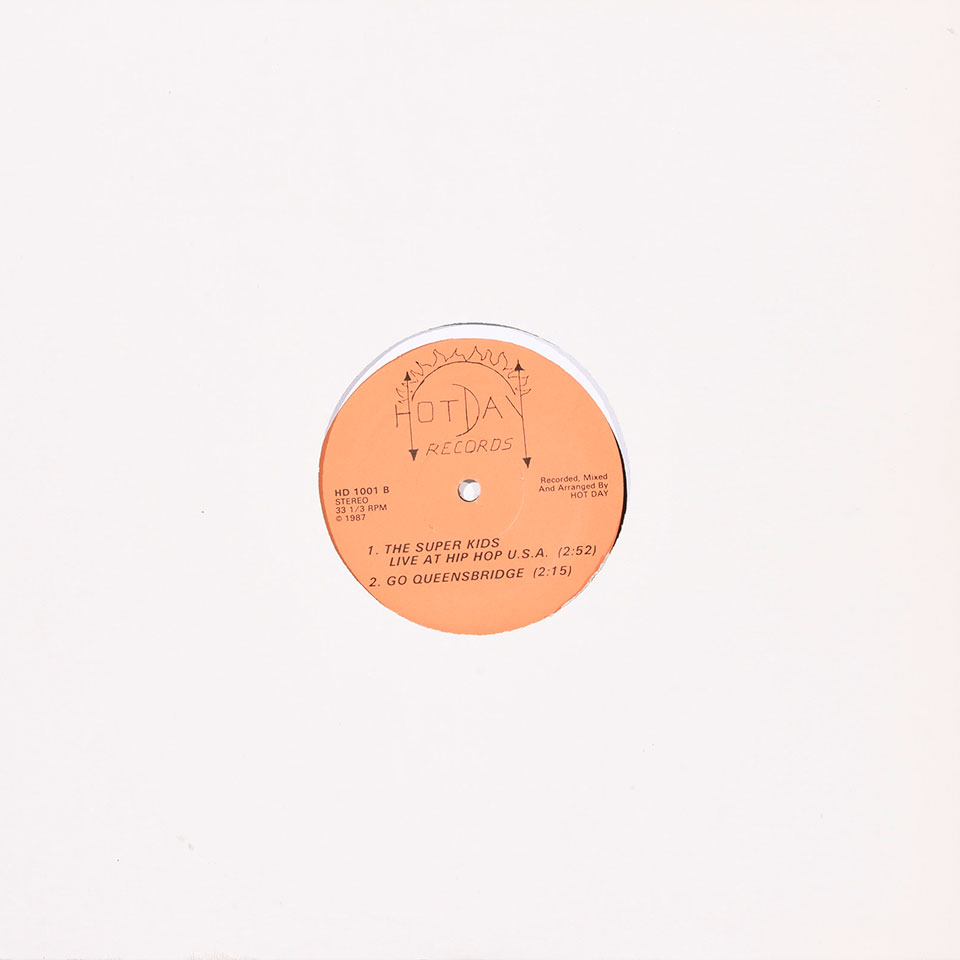 HOT DAY
RECORDS
HD 1001 B
STEREO
33 1/3 RPM
© 1987
Recorded, Mixed
And Arranged By
HOT DAY
1. THE SUPER KIDS
LIVE AT HIP HOP U.S.A. (2:52)
2. GO QUEENSBRIDGE (2:15)